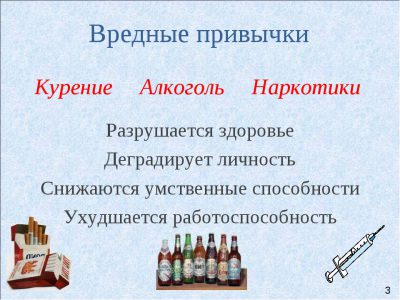 Вредные привычки
Курение Алкоголь Наркотики
Разрушается здоровье
Деградирует личность
Снижаются умственные способности
Ухудшается работоспособность
3